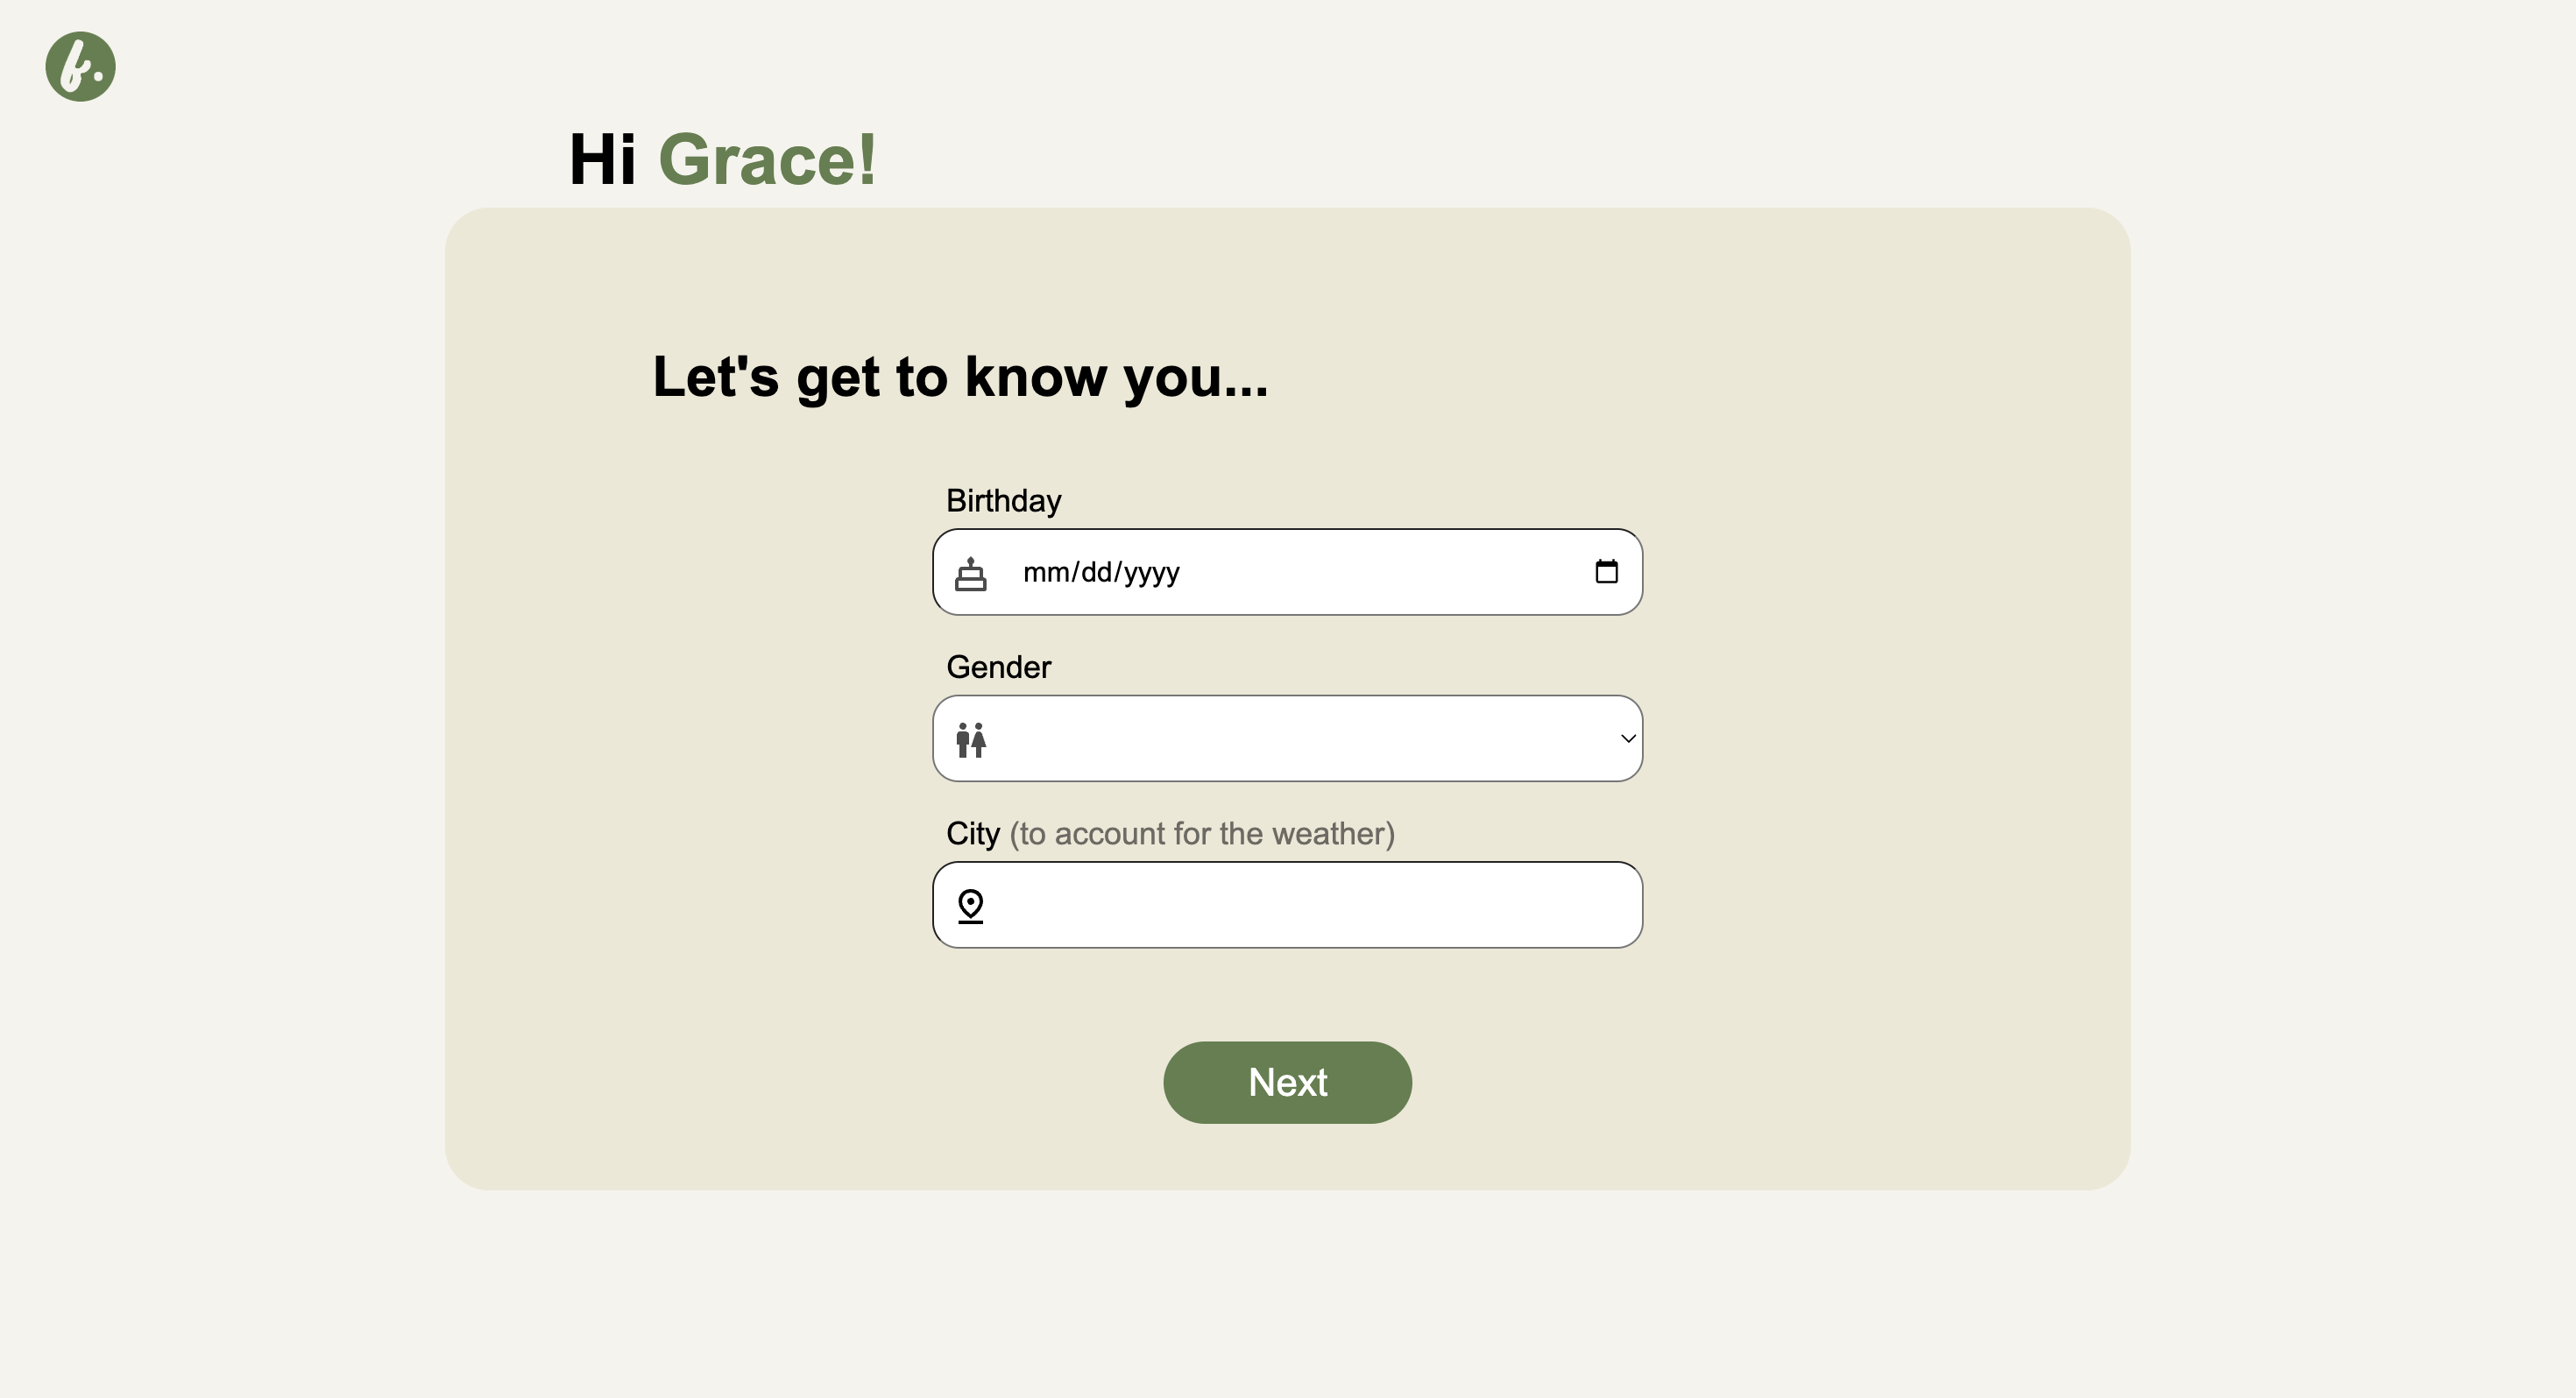 Hi Grace!
Let's get to know you...
Birthday
mm/dd/yyyy
Gender
City (to account for the weather)
Next